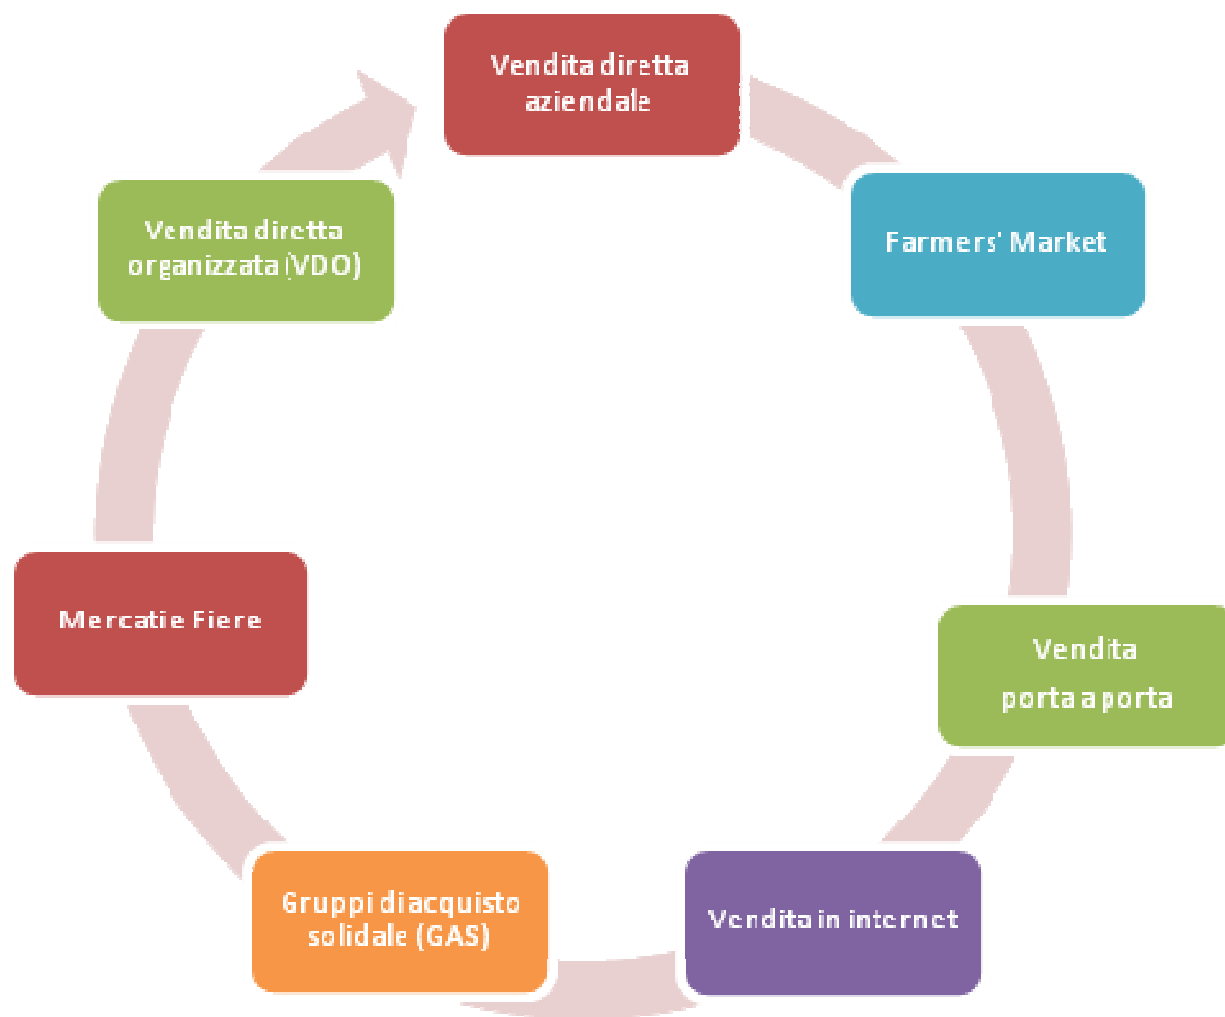 Vendita diretta
aziendale
Farmers' Market
Vendita
porta a porta
Vendita in internet
Gruppi di acquisto
solidale (GAS)
Mercati e Fiere
Vendita diretta
organizzata (VDO)